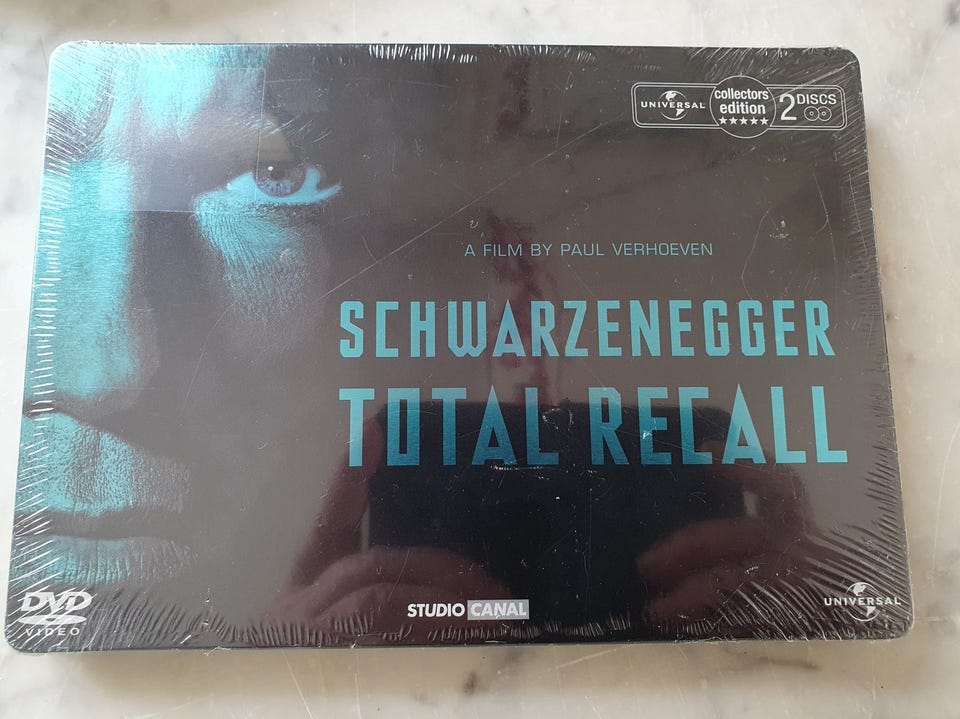 UNIVERSAL
collectors
edition
★★★★★
2 DISCS
A FILM BY PAUL VERHOEVEN
SCHWARZENEGGER
TOTAL RECALL
DVD
VIDEO
STUDIO CANAL
UNIVERSAL